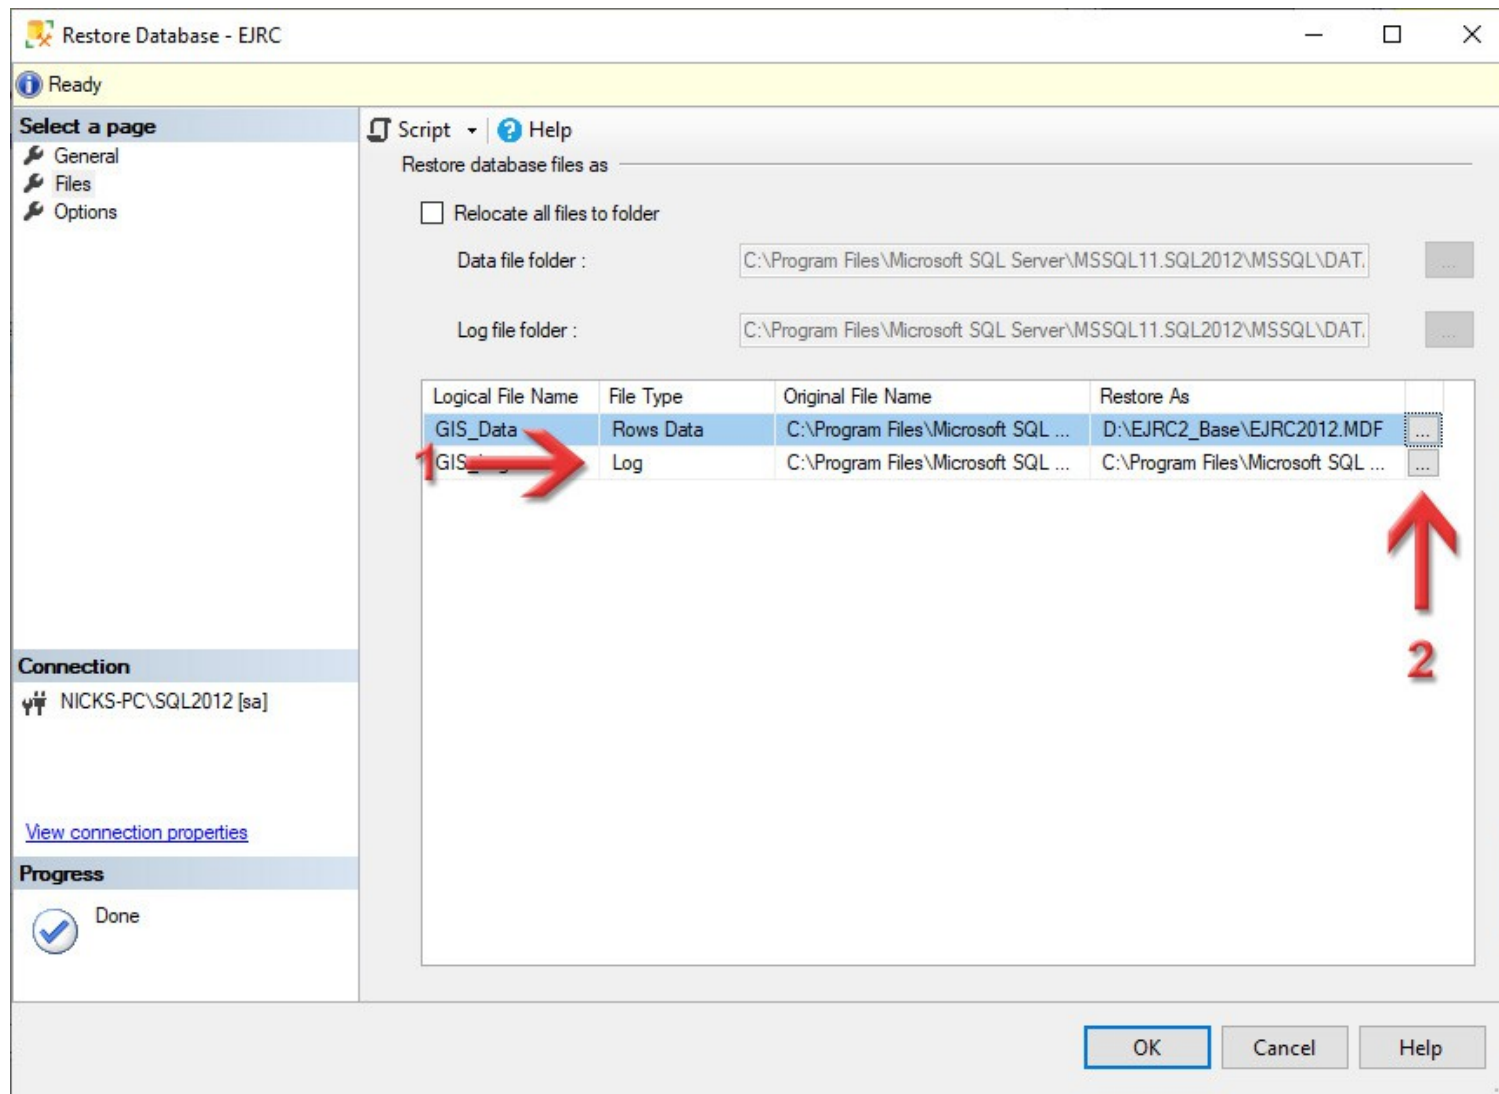 Restore Database - EJRC
Ready
Select a page
General
Files
Options
Script
Help
Restore database files as
Relocate all files to folder
Data file folder :
C:\Program Files\Microsoft SQL Server\MSSQL11.SQL2012\MSSQL\DAT
...
Log file folder :
C:\Program Files\Microsoft SQL Server\MSSQL11.SQL2012\MSSQL\DAT
...
Logical File Name File Type Original File Name Restore As
GIS_Data Rows Data C:\Program Files\Microsoft SQL ... D:\EJRC2_Base\EJRC2012.MDF ...
1 Log C:\Program Files\Microsoft SQL ... C:\Program Files\Microsoft SQL ... ...
2
Connection
NICKS-PC\SQL2012 [sa]
View connection properties
Progress
Done
OK Cancel Help